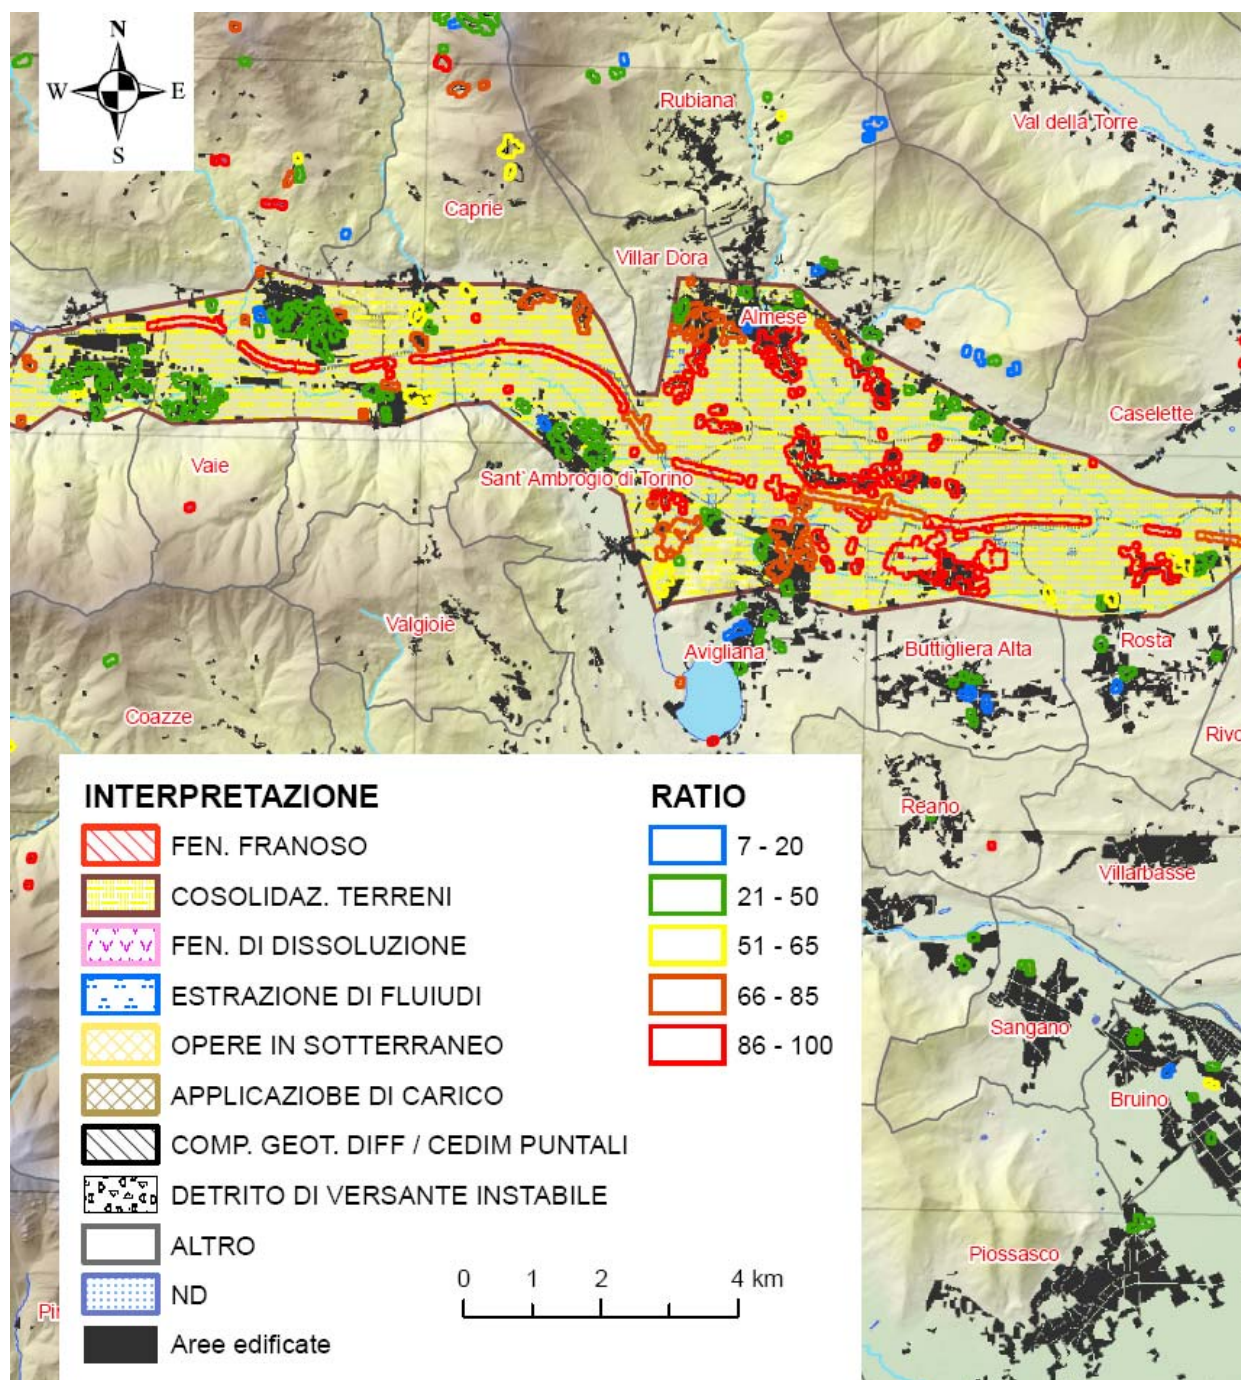 N
W E
S
Rubiana
Val della Torre
Caprie
Villar Dora
Almese
Caselette
Vaie
Sant`Ambrogio di Torino
Valgioie
Avigliana
Buttigliera Alta
Rosta
Coazze
Rivo
Reano
Villarbasse
Sangano
Bruino
Piossasco
INTERPRETAZIONE
FEN. FRANOSO
COSOLIDAZ. TERRENI
FEN. DI DISSOLUZIONE
ESTRAZIONE DI FLUIUDI
OPERE IN SOTTERRANEO
APPLICAZIOBE DI CARICO
COMP. GEOT. DIFF / CEDIM PUNTALI
DETRITO DI VERSANTE INSTABILE
ALTRO
ND
Aree edificate
RATIO
7 - 20
21 - 50
51 - 65
66 - 85
86 - 100
0 1 2 4 km